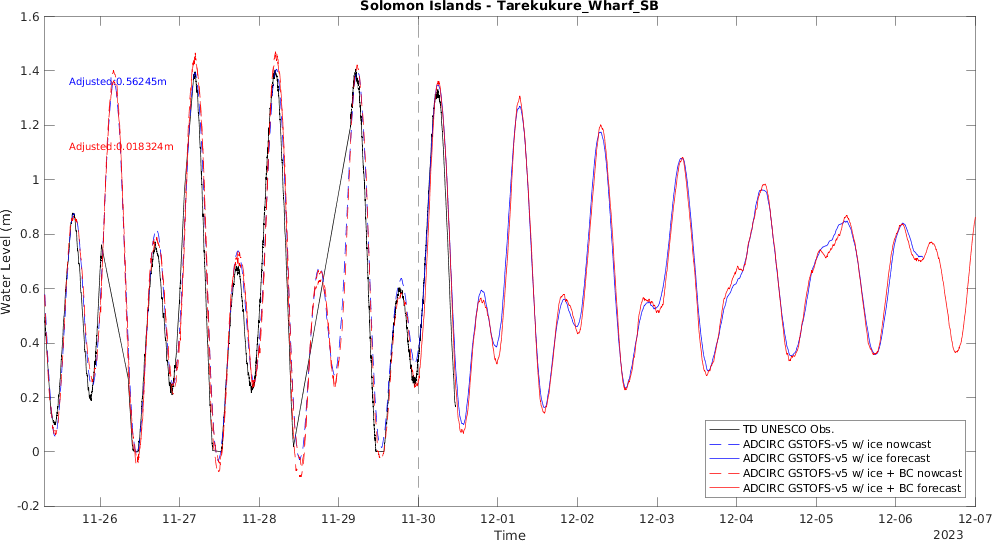 Solomon Islands - Tarekukure_Wharf_SB
1.6
1.4
1.2
1
0.8
0.6
0.4
0.2
0
-0.2
Water Level (m)
Adjusted:0.56245m
Adjusted:0.018324m
TD UNESCO Obs.
ADCIRC GSTOFS-v5 w/ ice nowcast
ADCIRC GSTOFS-v5 w/ ice forecast
ADCIRC GSTOFS-v5 w/ ice + BC nowcast
ADCIRC GSTOFS-v5 w/ ice + BC forecast
11-26 11-27 11-28 11-29 11-30 12-01 12-02 12-03 12-04 12-05 12-06 12-07
Time
2023